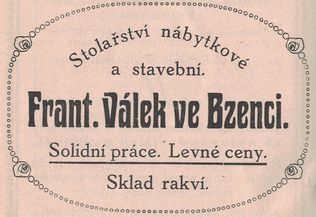 Stolařství nábytkové
a stavební.
Frant. Válek ve Bzenci.
Solidní práce. Levné ceny.
Sklad rakví.